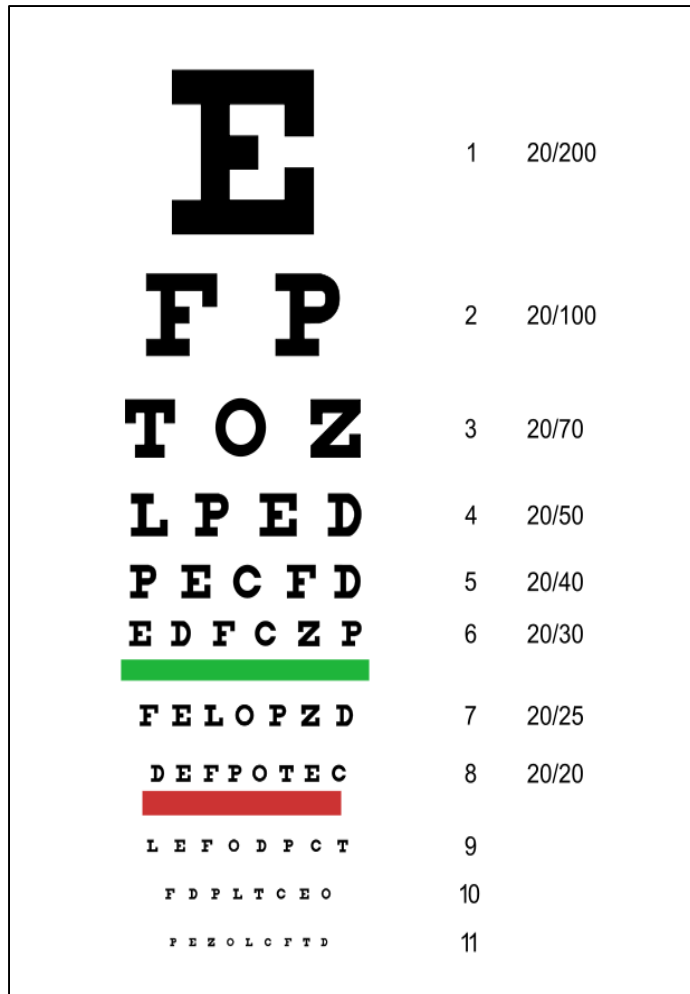 E 1 20/200
F P 2 20/100
T O Z 3 20/70
L P E D 4 20/50
P E C F D 5 20/40
E D F C Z P 6 20/30
F E L O P Z D 7 20/25
D E F P O T E C 8 20/20
L E F O D P C T 9
F D P L T C E O 10
P E Z O L C F T D 11